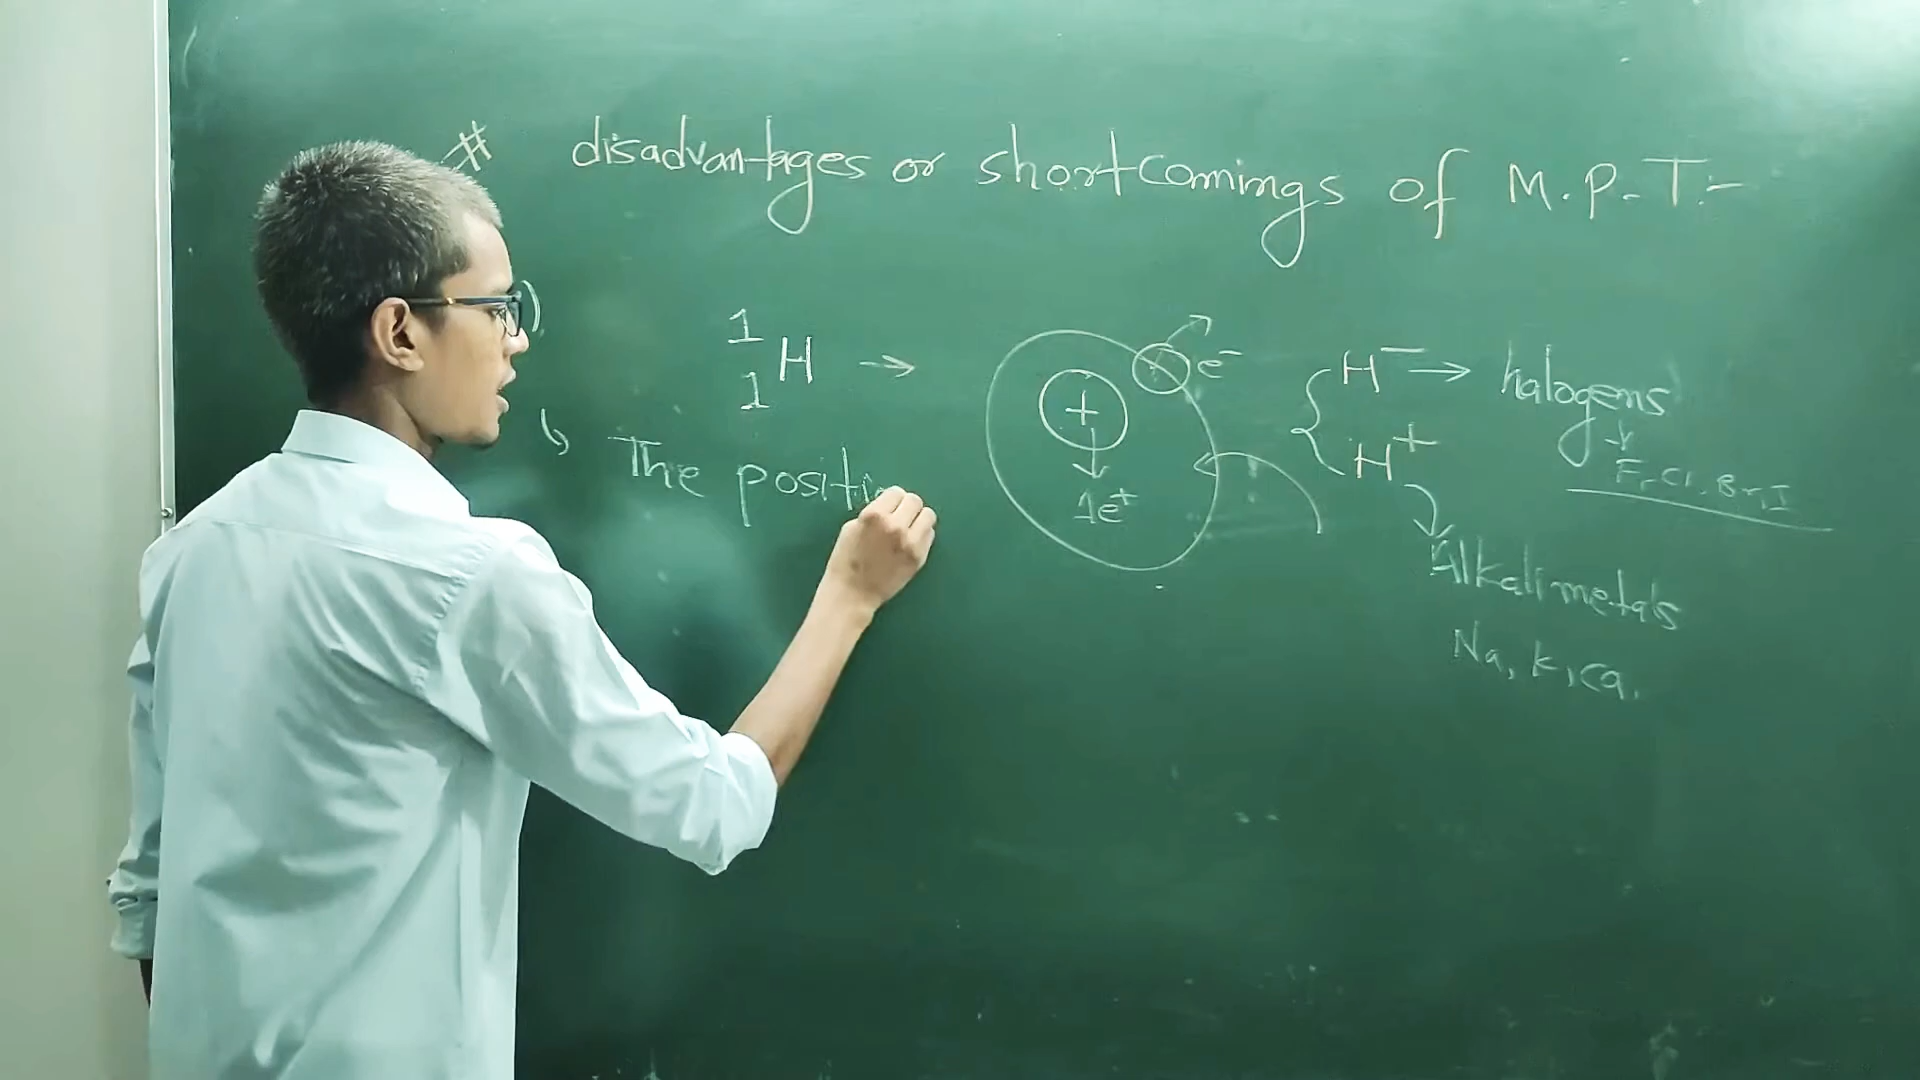 # disadvantages or shortcomings of M.P.T:-
1
1 H →
+
1e+
e-
H- → halogens
F, Cl, Br, I
H+
Alkali metals
Na, K, Ca,
The positi